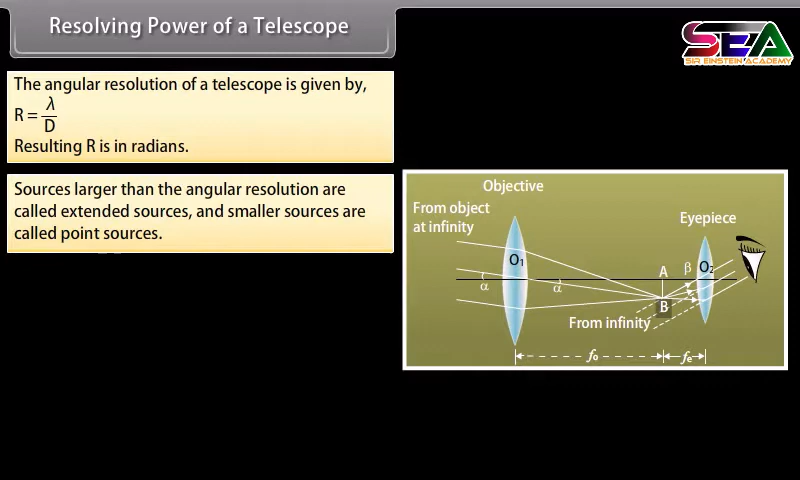 Resolving Power of a Telescope
SEA
SIR EINSTEIN ACADEMY
The angular resolution of a telescope is given by,
R = λ/D
Resulting R is in radians.
Sources larger than the angular resolution are
called extended sources, and smaller sources are
called point sources.
Objective
From object
at infinity
Eyepiece
O₁
O₂
A
β
α
α
B
From infinity
f₀
fₑ